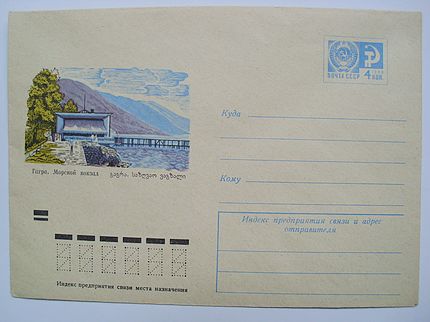 ПОЧТА СССР
4 КОП.
Куда
Кому
Гагра. Морской вокзал გაგრა. საზღვაო ვაგზალი
Индекс предприятия связи и адрес
отправителя
Индекс предприятия связи места назначения